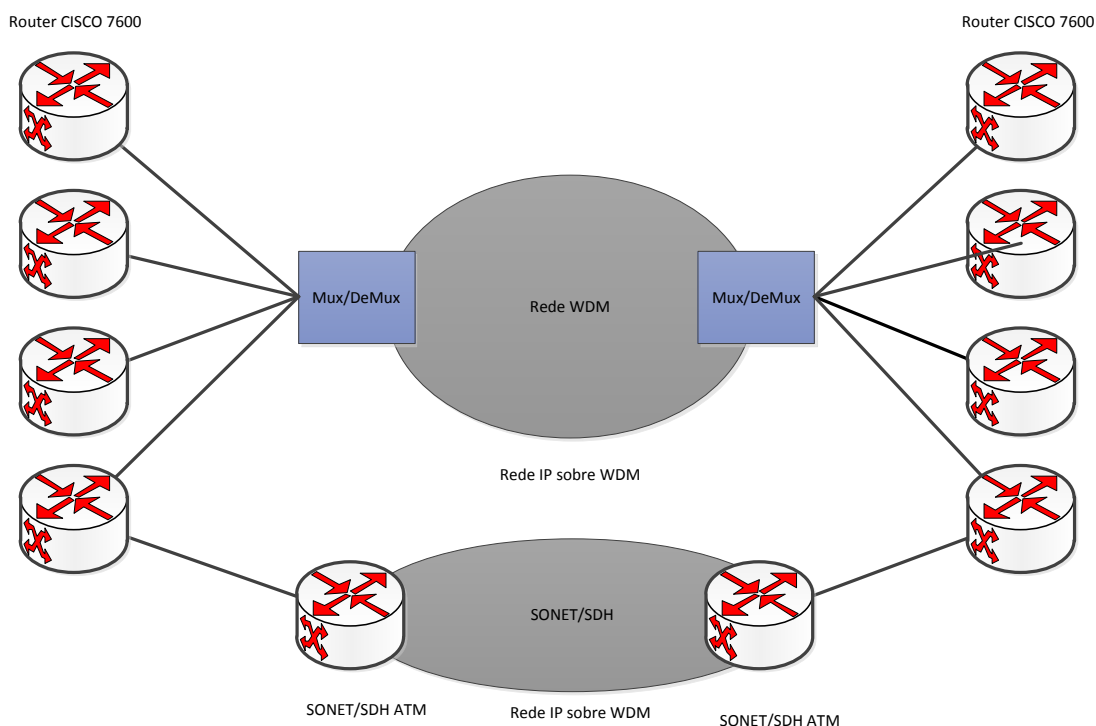 Router CISCO 7600
Router CISCO 7600
Mux/DeMux
Rede WDM
Mux/DeMux
Rede IP sobre WDM
SONET/SDH
SONET/SDH ATM
Rede IP sobre WDM
SONET/SDH ATM